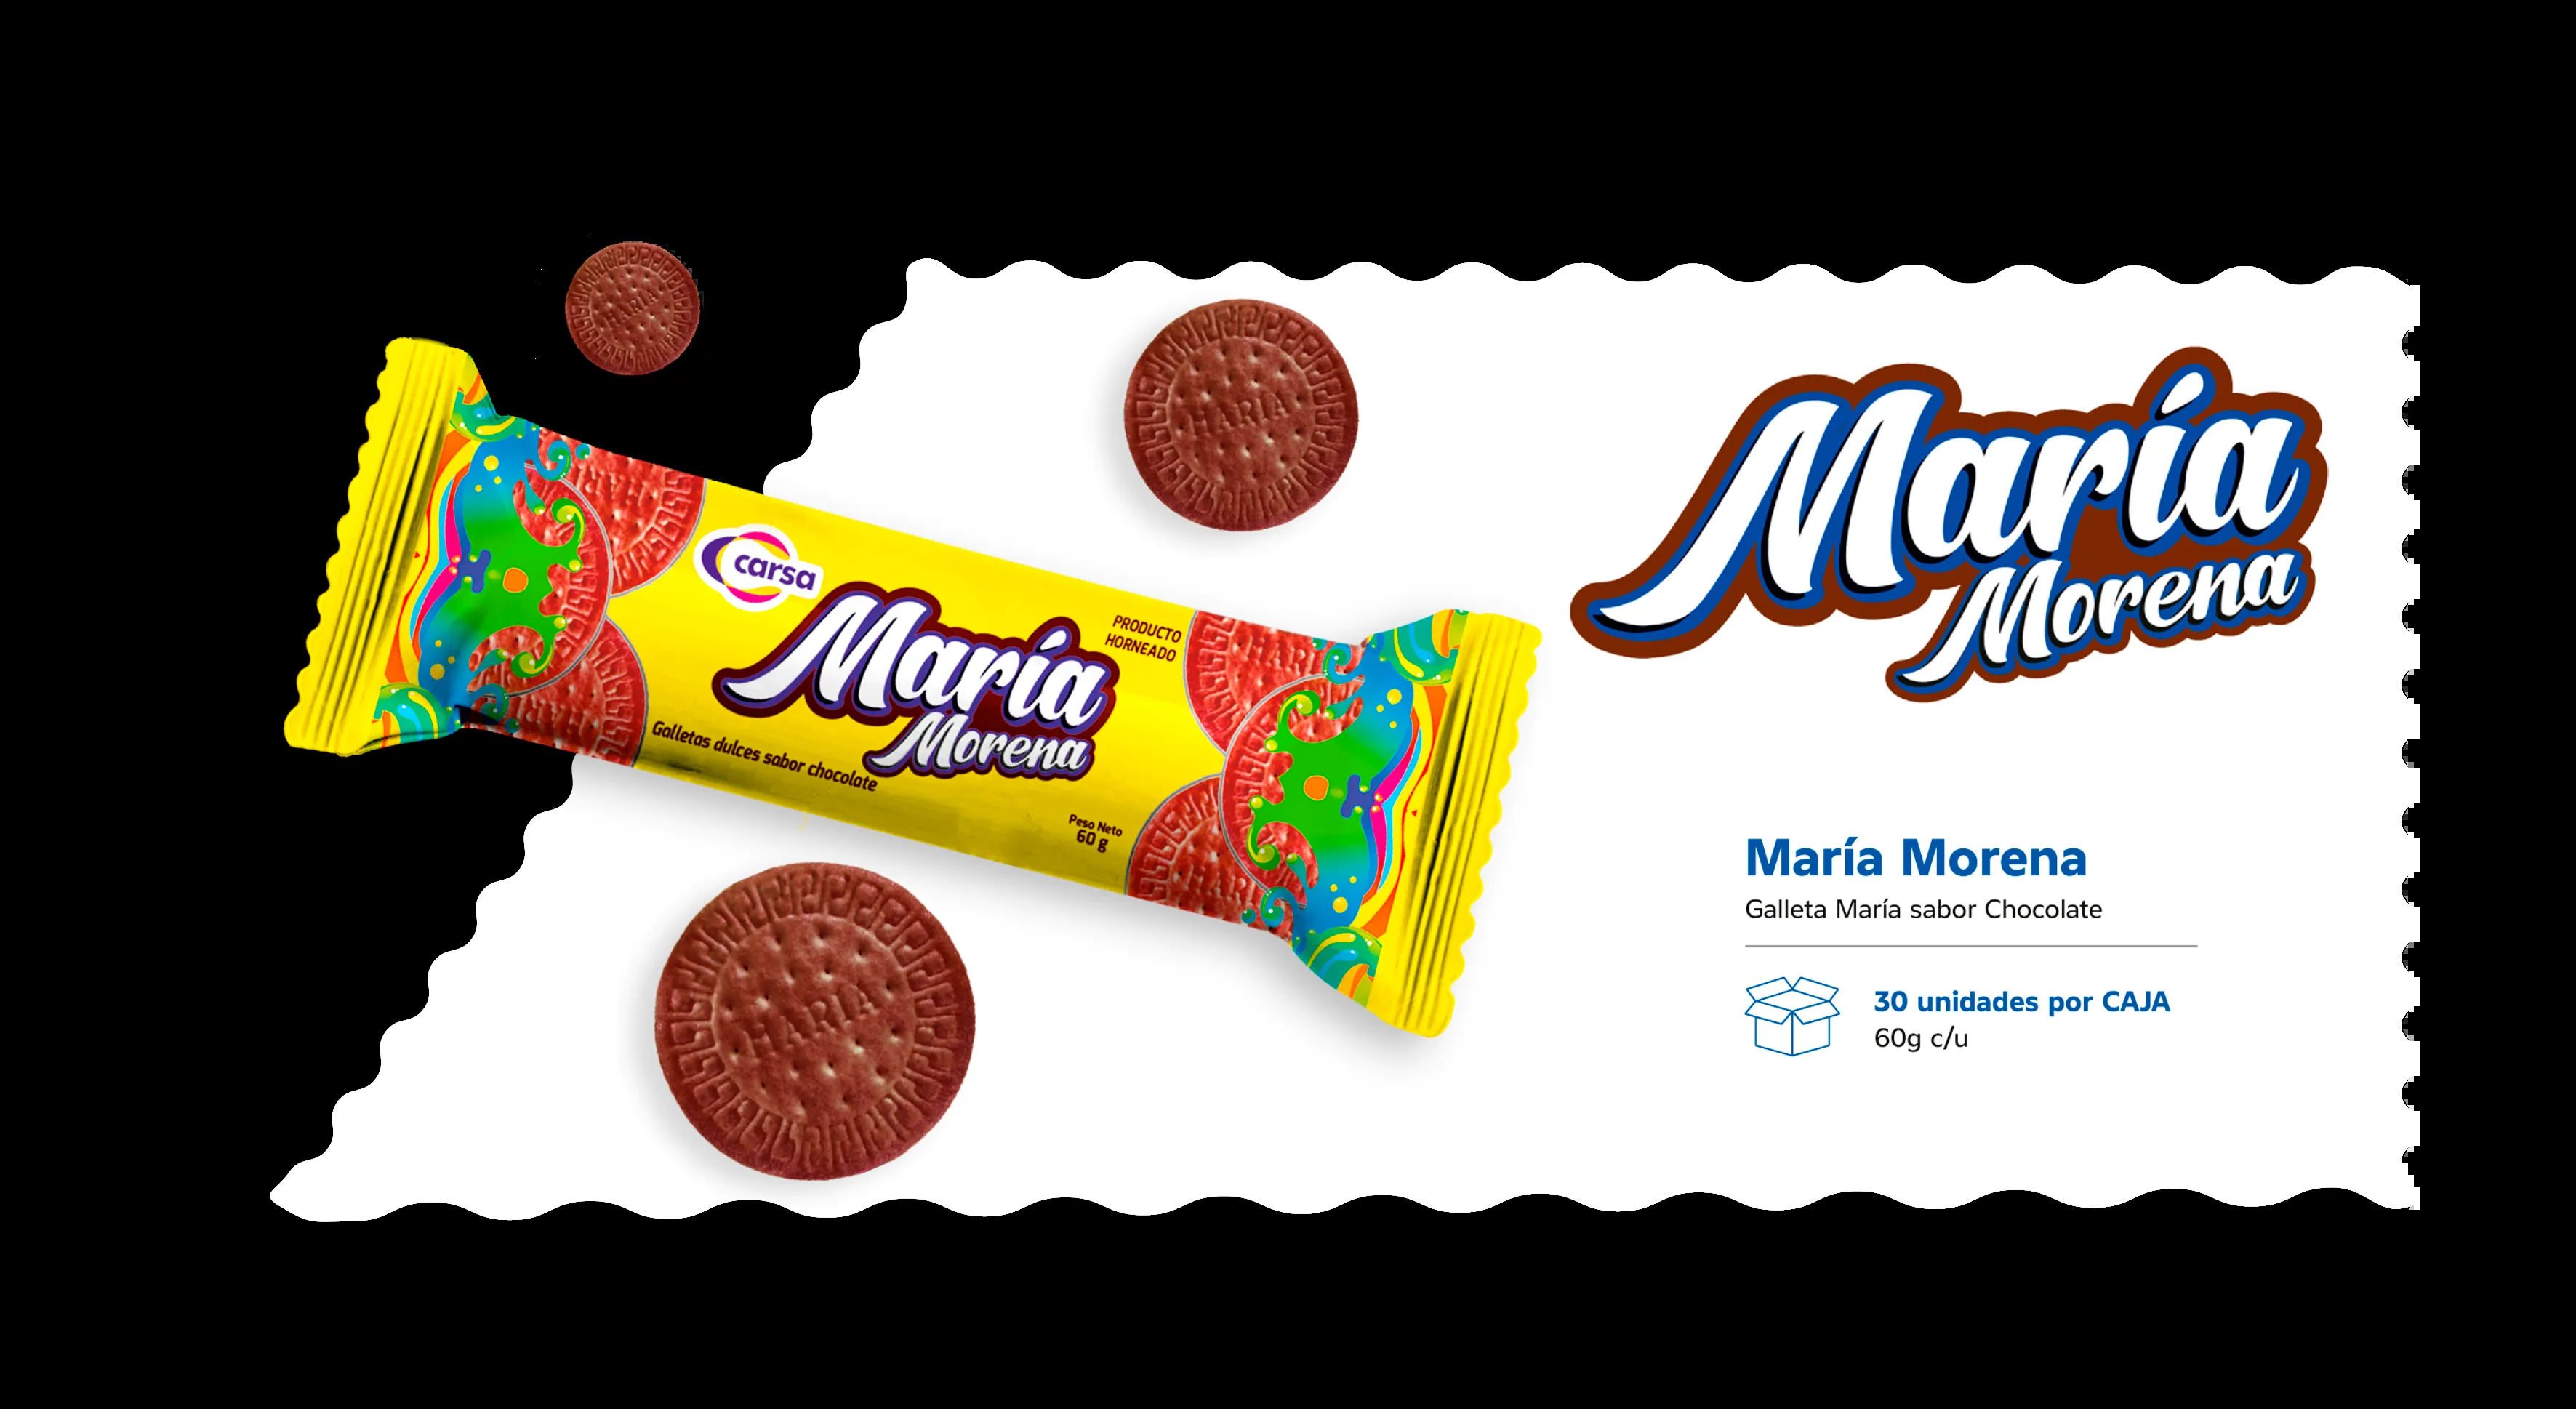 MARIA
MARIA
carsa
María
Morena
PRODUCTO
HORNEADO
Galletas dulces sabor chocolate
Peso Neto
60 g
MARIA
María
Morena
María Morena
Galleta María sabor Chocolate
30 unidades por CAJA
60g c/u